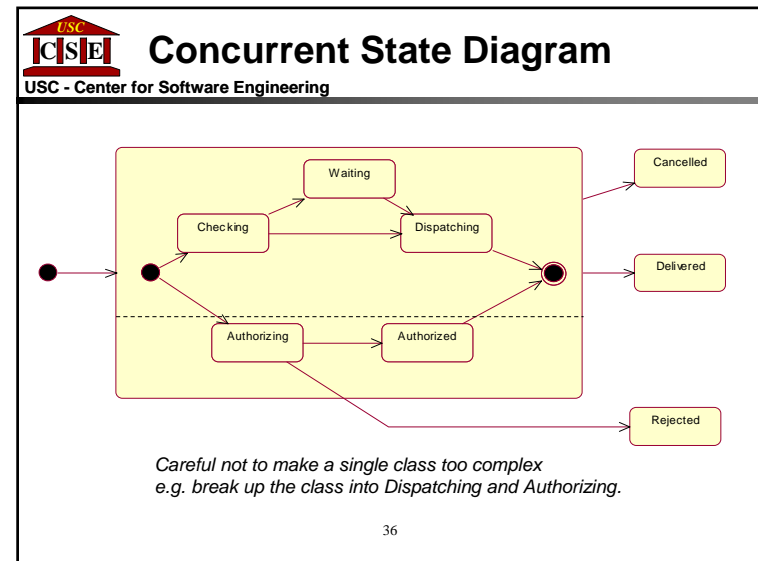 USC
C S E
Concurrent State Diagram
USC - Center for Software Engineering
Waiting
Cancelled
Checking
Dispatching
Delivered
Authorizing
Authorized
Rejected
Careful not to make a single class too complex
e.g. break up the class into Dispatching and Authorizing.
36